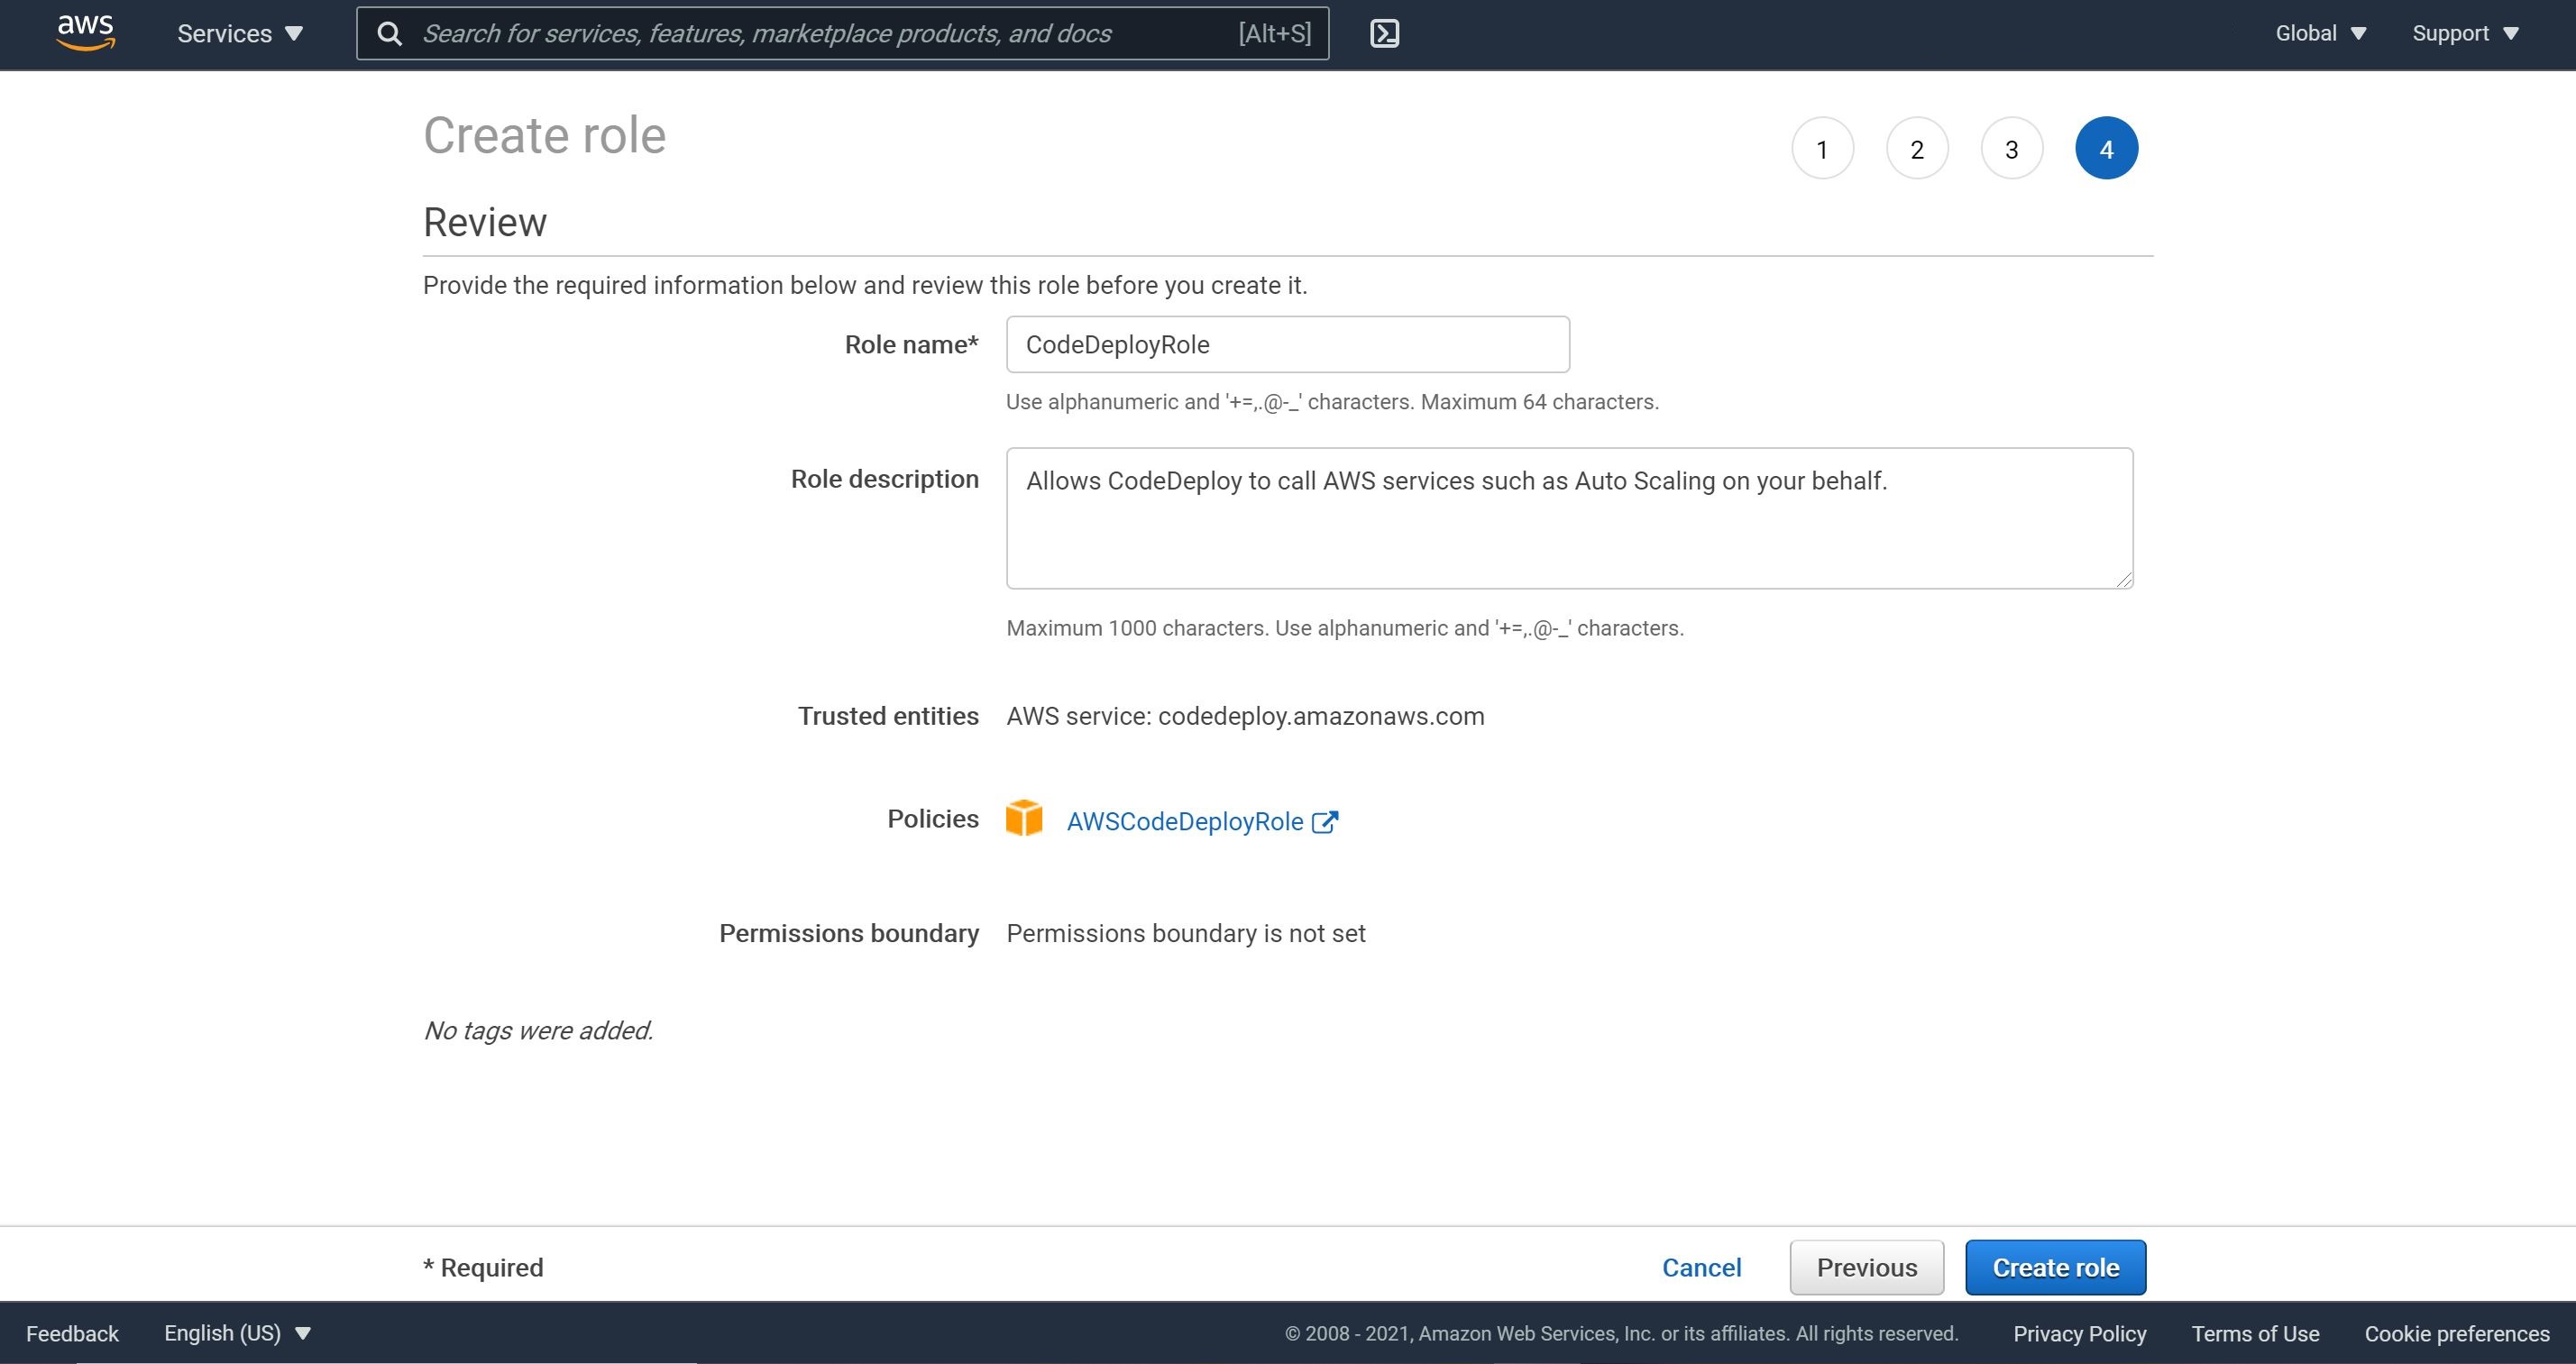 aws
Services
Search for services, features, marketplace products, and docs
[Alt+S]
Global
Support
Create role
1 2 3 4
Review
Provide the required information below and review this role before you create it.
Role name*
CodeDeployRole
Use alphanumeric and '+=,.@-_' characters. Maximum 64 characters.
Role description
Allows CodeDeploy to call AWS services such as Auto Scaling on your behalf.
Maximum 1000 characters. Use alphanumeric and '+=,.@-_' characters.
Trusted entities
AWS service: codedeploy.amazonaws.com
Policies
AWSCodeDeployRole
Permissions boundary
Permissions boundary is not set
No tags were added.
* Required
Cancel
Previous
Create role
Feedback
English (US)
© 2008 - 2021, Amazon Web Services, Inc. or its affiliates. All rights reserved.
Privacy Policy
Terms of Use
Cookie preferences